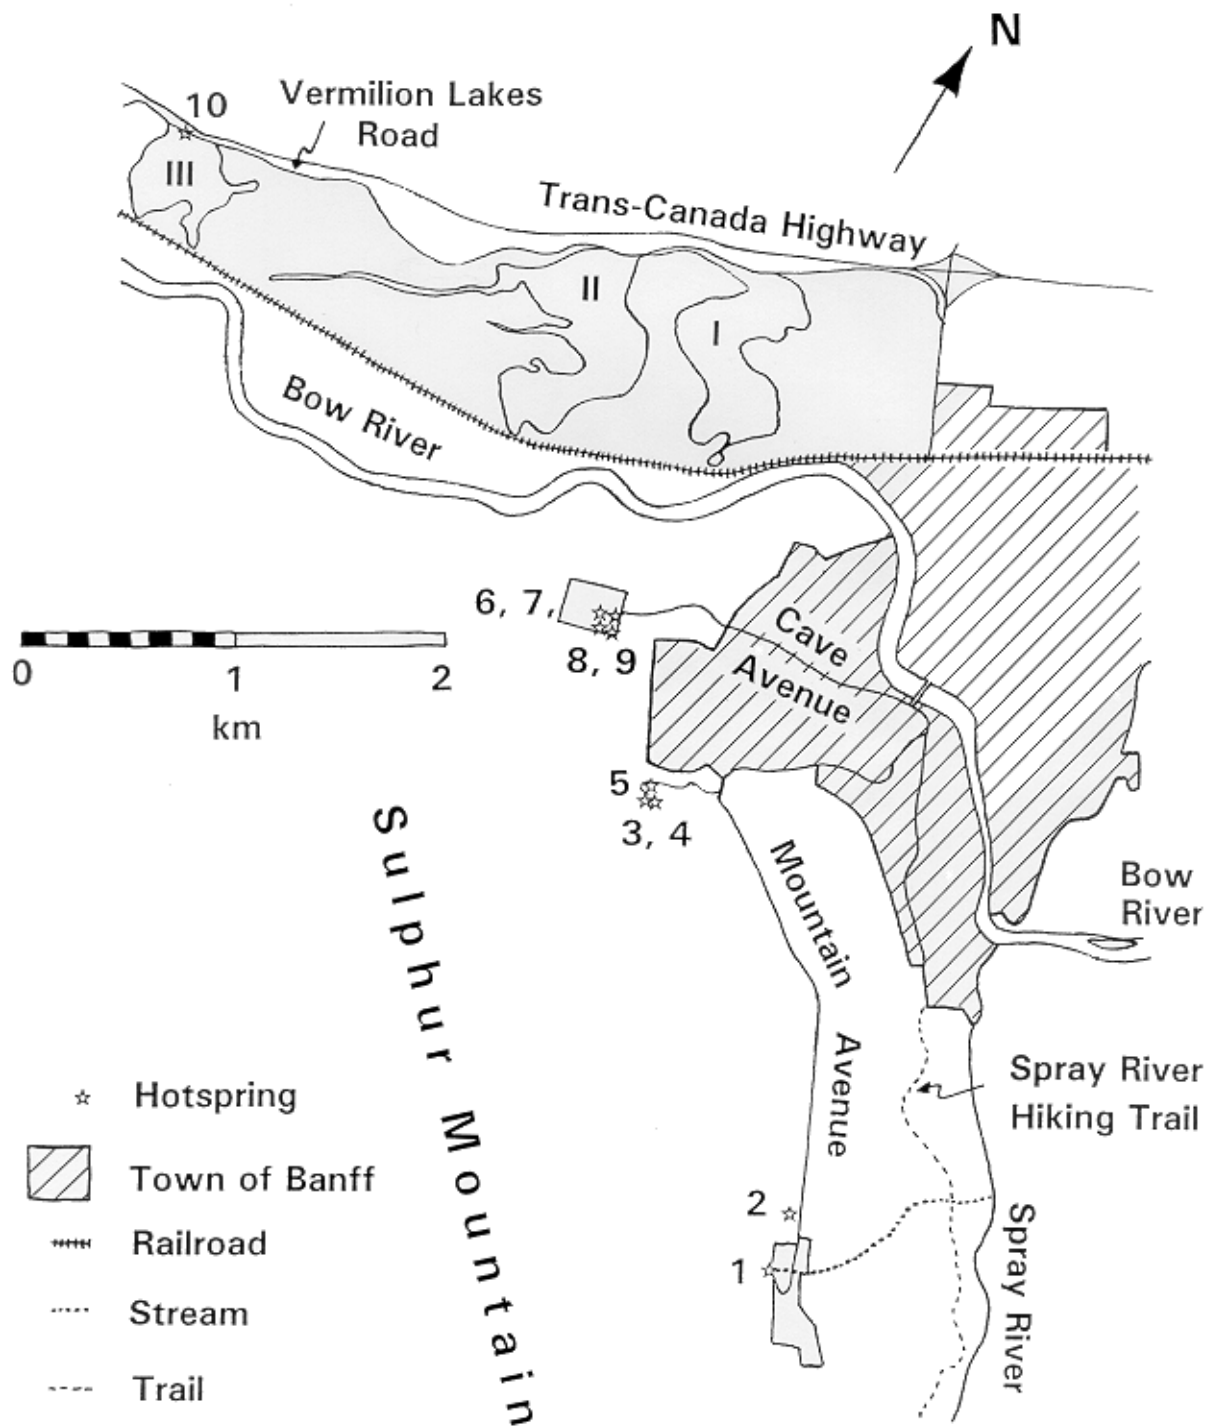 N
10
Vermilion Lakes
Road
III
Trans-Canada Highway
II
I
Bow River
6, 7,
8, 9
Cave
Avenue
0
1
2
km
5
3, 4
Sulphur Mountain
Mountain
Avenue
Bow
River
Spray River
Hiking Trail
2
1
Spray River
Hotspring
Town of Banff
Railroad
Stream
Trail